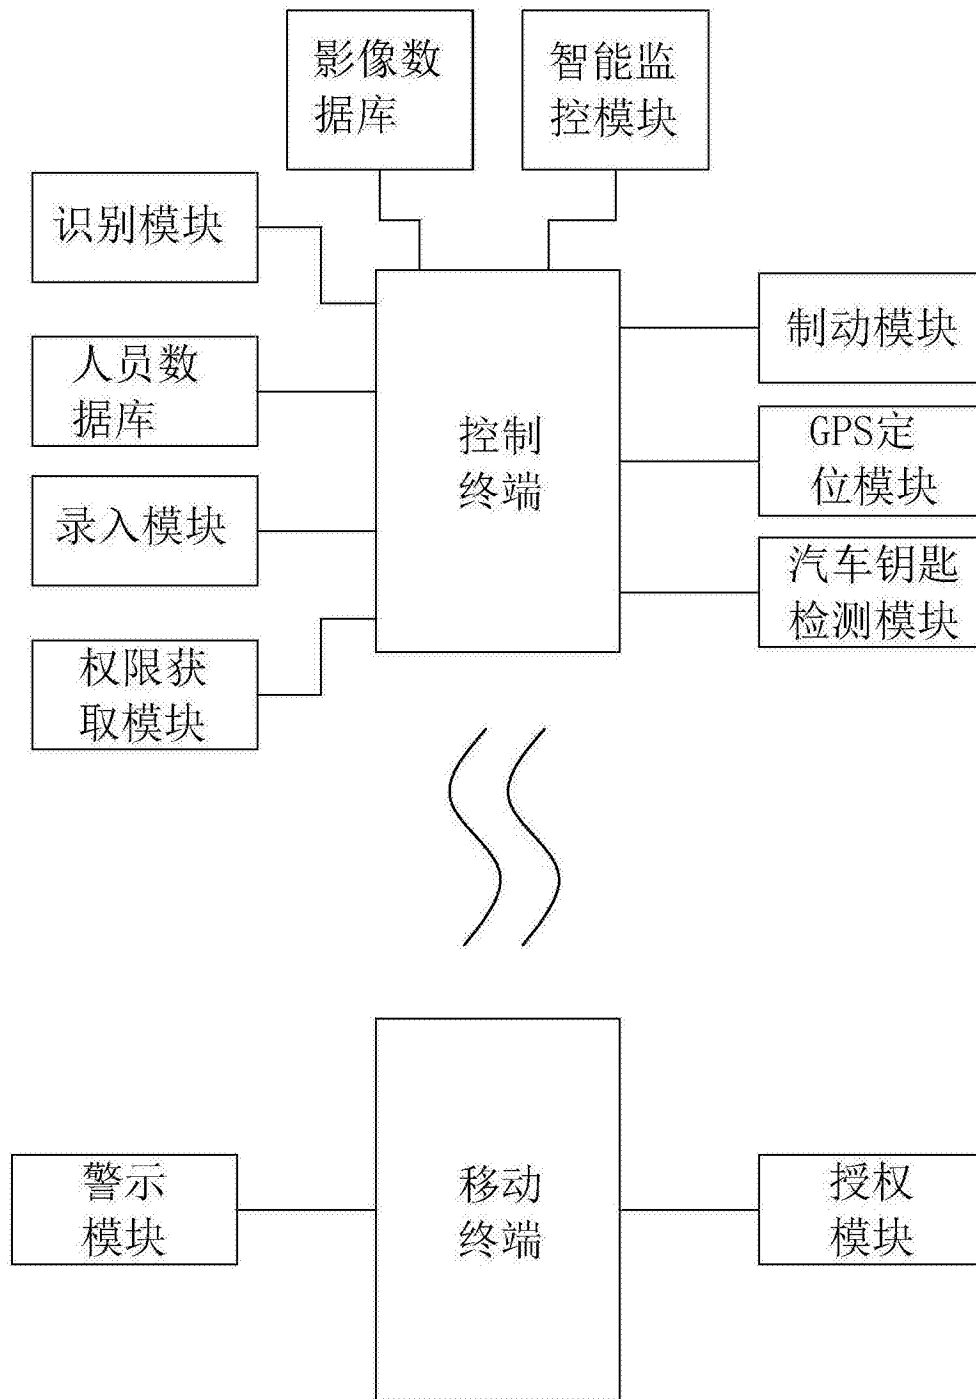 影像数
据库
智能监
控模块
识别模块
人员数
据库
录入模块
权限获
取模块
控制
终端
制动模块
GPS定
位模块
汽车钥匙
检测模块
警示
模块
移动
终端
授权
模块